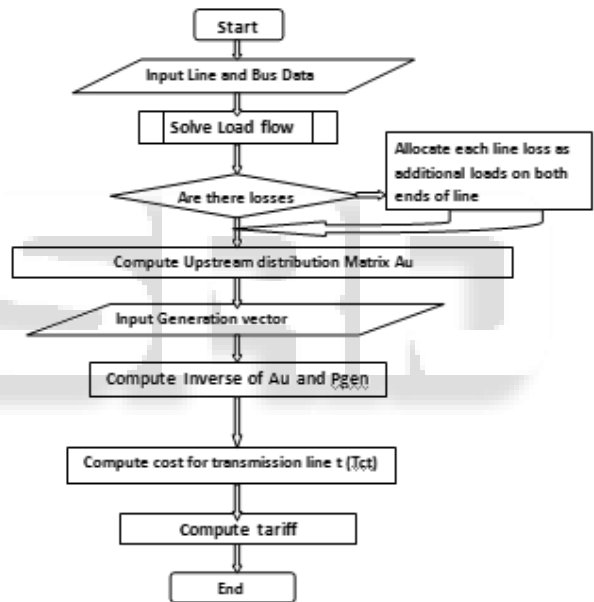 Start
Input Line and Bus Data
Solve Load flow
Allocate each line loss as
additional loads on both
ends of line
Are there losses
Compute Upstream distribution Matrix Au
Input Generation vector
Compute Inverse of Au and Pgen
Compute cost for transmission line t (Tct)
Compute tariff
End